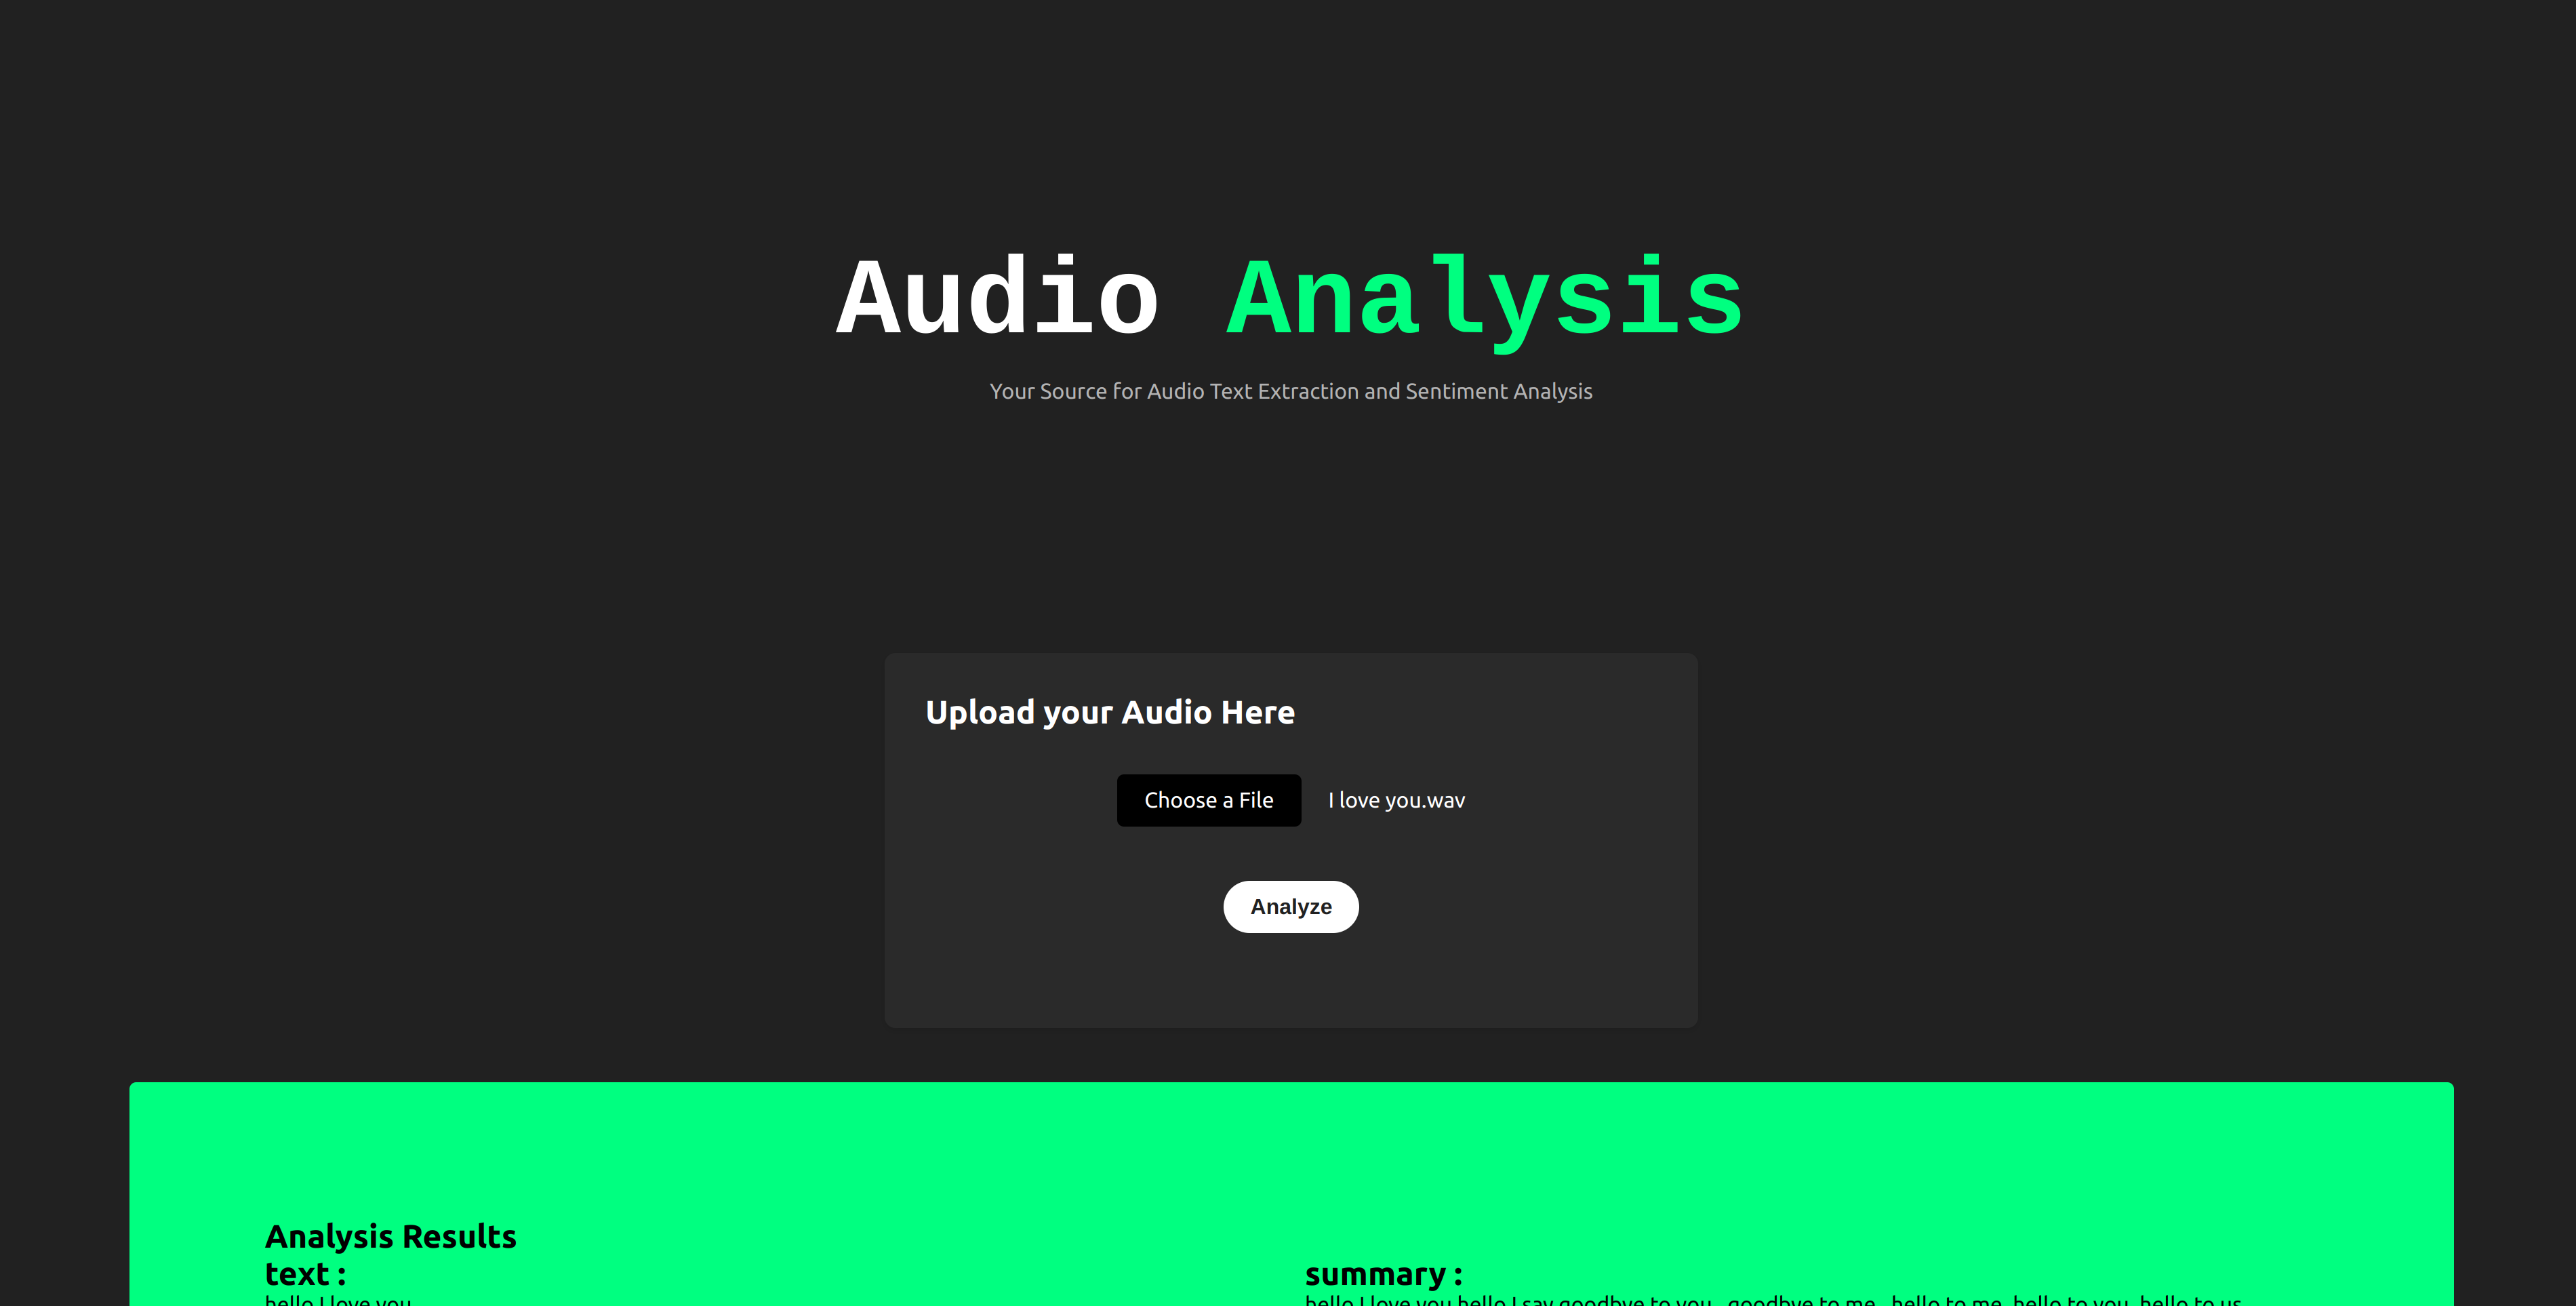 Audio Analysis
Your Source for Audio Text Extraction and Sentiment Analysis
Upload your Audio Here
Choose a File
I love you.wav
Analyze
Analysis Results
text :
hello I love you
summary :
hello I love you hello I say goodbye to you . goodbye to me . hello to me, hello to you, hello to us